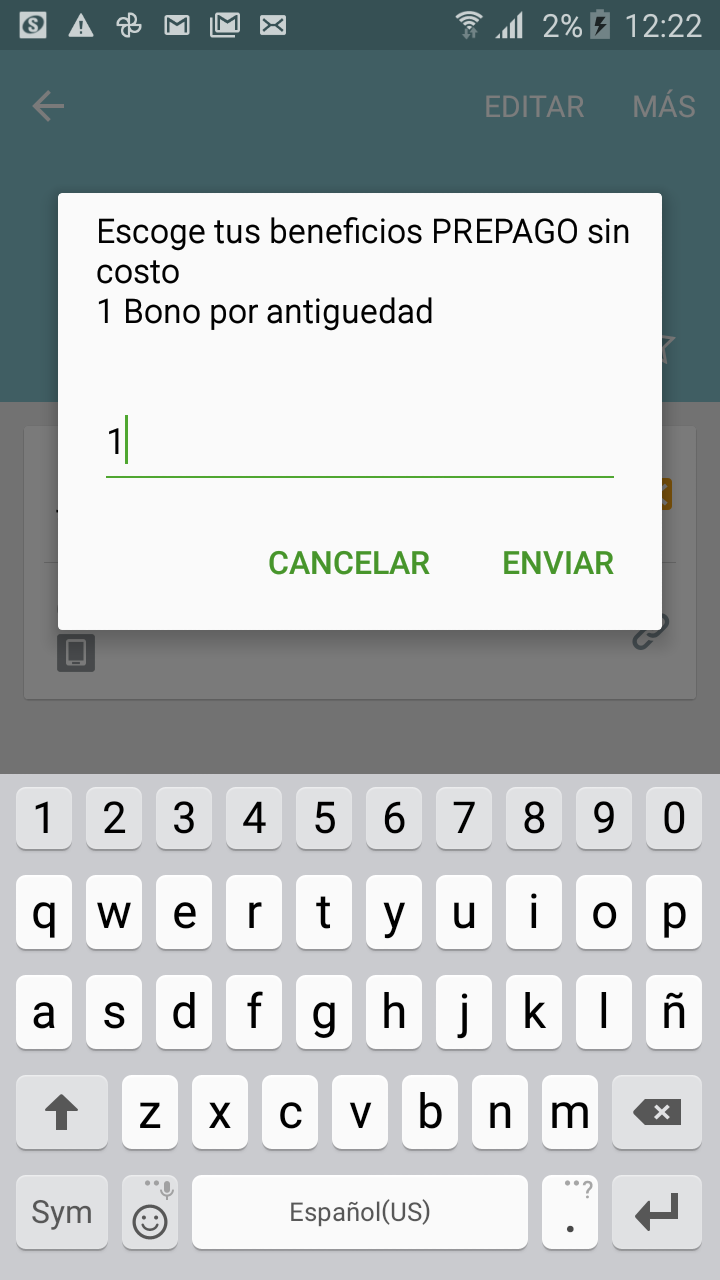 2% 12:22
EDITAR MÁS
Escoge tus beneficios PREPAGO sin
costo
1 Bono por antiguedad
1
CANCELAR ENVIAR
1 2 3 4 5 6 7 8 9 0
q w e r t y u i o p
a s d f g h j k l ñ
z x c v b n m
Sym Español(US) . ?